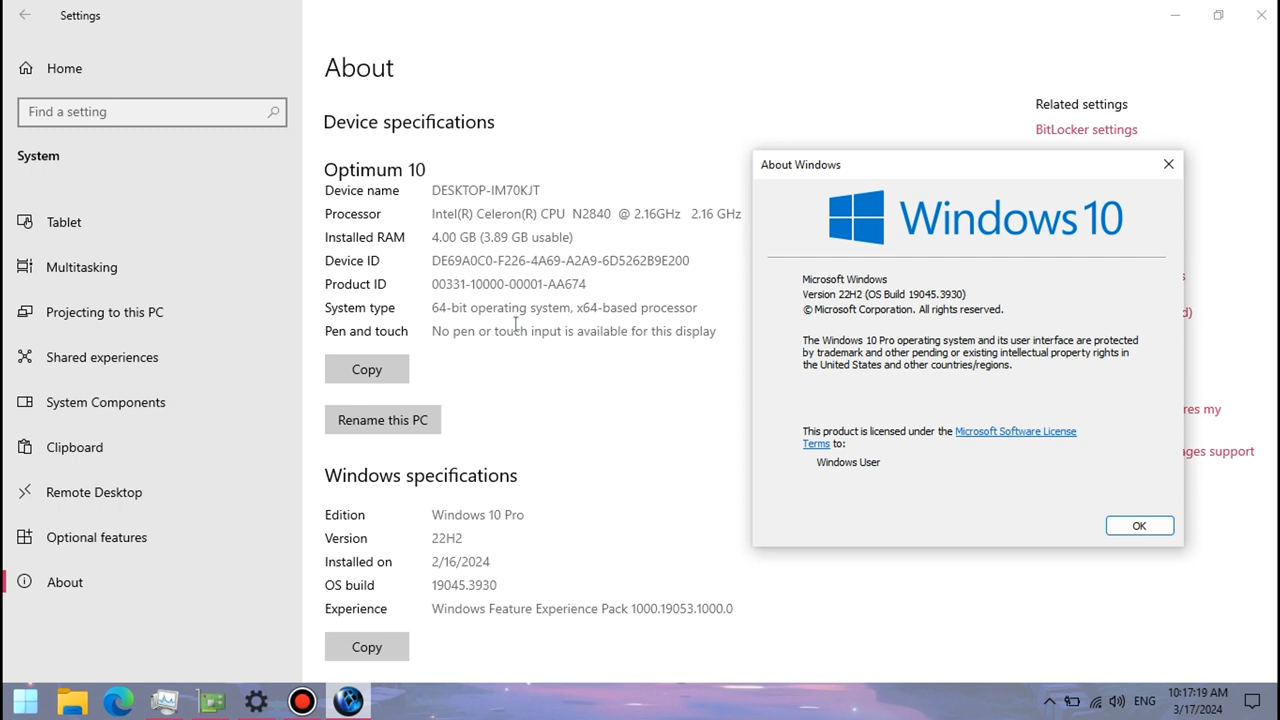 Settings
Home
Find a setting
System
Tablet
Multitasking
Projecting to this PC
Shared experiences
System Components
Clipboard
Remote Desktop
Optional features
About
About
Device specifications
Optimum 10
Device name DESKTOP-IM70KJT
Processor Intel(R) Celeron(R) CPU N2840 @ 2.16GHz 2.16 GHz
Installed RAM 4.00 GB (3.89 GB usable)
Device ID DE69A0C0-F226-4A69-A2A9-6D5262B9E200
Product ID 00331-10000-00001-AA674
System type 64-bit operating system, x64-based processor
Pen and touch No pen or touch input is available for this display
Copy
Rename this PC
Windows specifications
Edition Windows 10 Pro
Version 22H2
Installed on 2/16/2024
OS build 19045.3930
Experience Windows Feature Experience Pack 1000.19053.1000.0
Copy
Related settings
BitLocker settings
res my
ages support
About Windows
Windows 10
Microsoft Windows
Version 22H2 (OS Build 19045.3930)
© Microsoft Corporation. All rights reserved.
The Windows 10 Pro operating system and its user interface are protected
by trademark and other pending or existing intellectual property rights in
the United States and other countries/regions.
This product is licensed under the Microsoft Software License
Terms to:
Windows User
OK
ENG
10:17:19 AM
3/17/2024